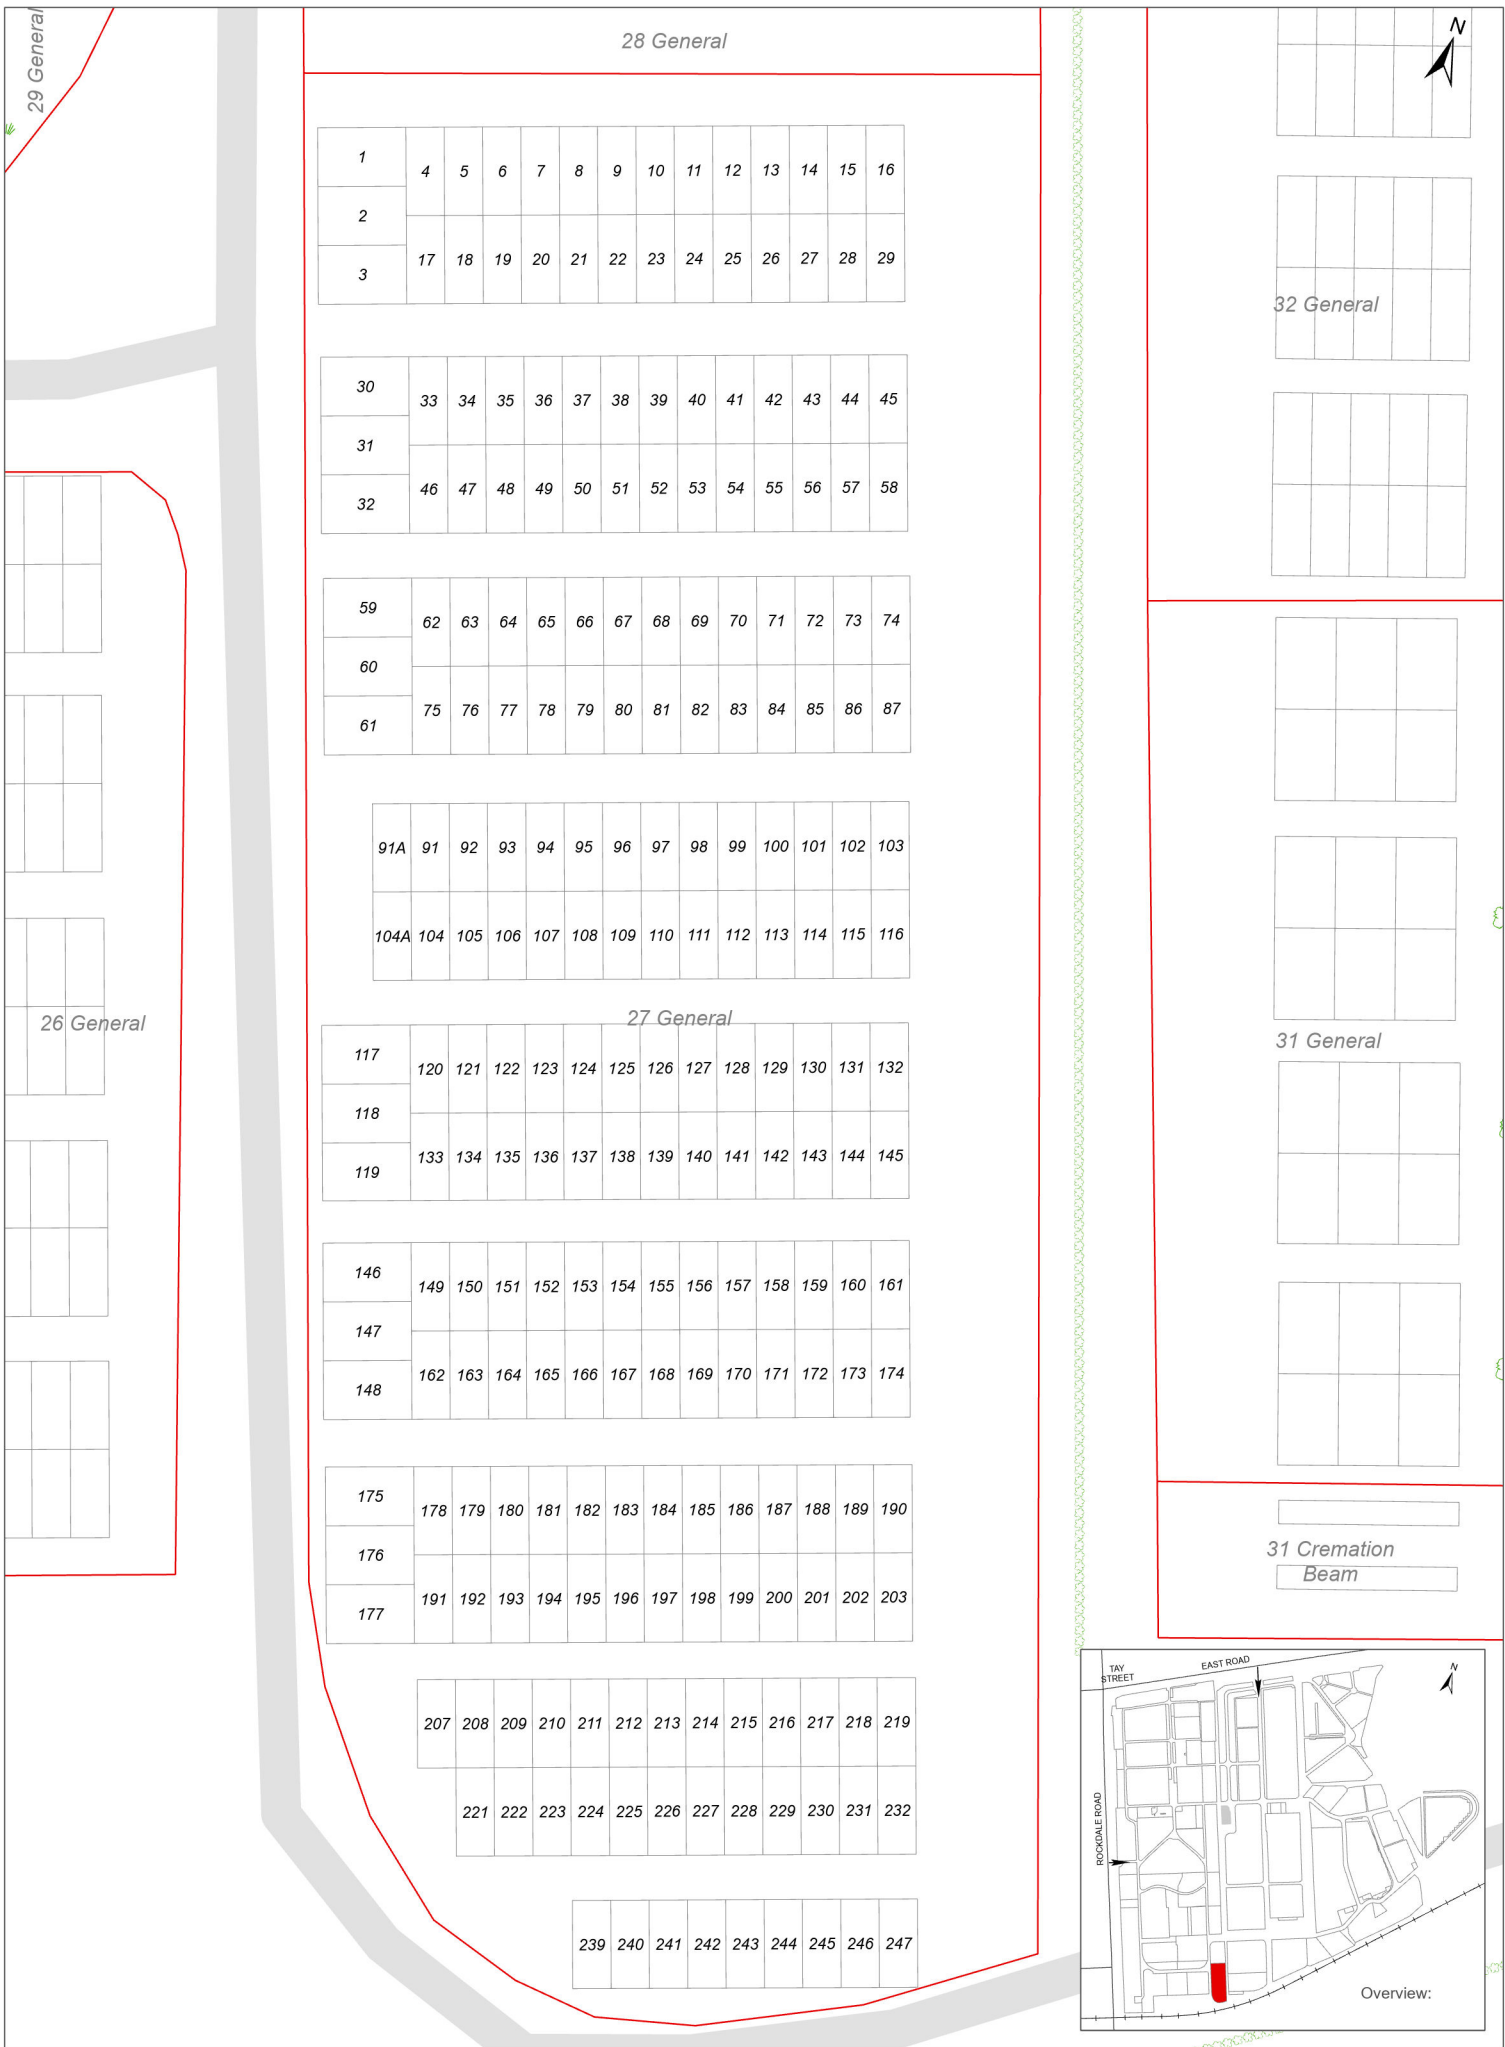 29 General
28 General
N
1
4 5 6 7 8 9 10 11 12 13 14 15 16
2
17 18 19 20 21 22 23 24 25 26 27 28 29
3
32 General
30
33 34 35 36 37 38 39 40 41 42 43 44 45
31
46 47 48 49 50 51 52 53 54 55 56 57 58
32
59
62 63 64 65 66 67 68 69 70 71 72 73 74
60
75 76 77 78 79 80 81 82 83 84 85 86 87
61
91A 91 92 93 94 95 96 97 98 99 100 101 102 103
104A 104 105 106 107 108 109 110 111 112 113 114 115 116
26 General
27 General
31 General
117
120 121 122 123 124 125 126 127 128 129 130 131 132
118
133 134 135 136 137 138 139 140 141 142 143 144 145
119
146
149 150 151 152 153 154 155 156 157 158 159 160 161
147
162 163 164 165 166 167 168 169 170 171 172 173 174
148
175
178 179 180 181 182 183 184 185 186 187 188 189 190
176
191 192 193 194 195 196 197 198 199 200 201 202 203
177
31 Cremation
Beam
207 208 209 210 211 212 213 214 215 216 217 218 219
221 222 223 224 225 226 227 228 229 230 231 232
239 240 241 242 243 244 245 246 247
TAY
STREET
EAST ROAD
N
ROCKDALE ROAD
Overview: